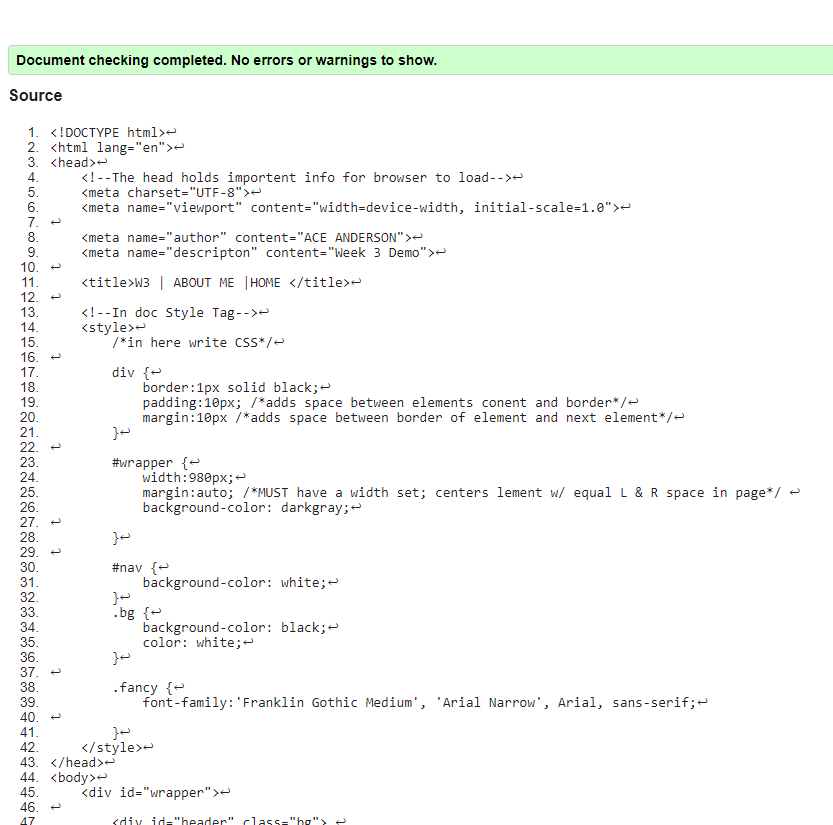 Document checking completed. No errors or warnings to show.
Source
1. <!DOCTYPE html>↩
2. <html lang="en">↩
3. <head>↩
4.     <!--The head holds importent info for browser to load-->↩
5.     <meta charset="UTF-8">↩
6.     <meta name="viewport" content="width=device-width, initial-scale=1.0">↩
7. ↩
8.     <meta name="author" content="ACE ANDERSON">↩
9.     <meta name="descripton" content="Week 3 Demo">↩
10. ↩
11.     <title>W3 | ABOUT ME |HOME </title>↩
12. ↩
13.     <!--In doc Style Tag-->↩
14.     <style>↩
15.         /*in here write CSS*/↩
16. ↩
17.         div {↩
18.             border:1px solid black;↩
19.             padding:10px; /*adds space between elements conent and border*/↩
20.             margin:10px /*adds space between border of element and next element*/↩
21.         }↩
22. ↩
23.         #wrapper {↩
24.             width:980px;↩
25.             margin:auto; /*MUST have a width set; centers lement w/ equal L & R space in page*/ ↩
26.             background-color: darkgray;↩
27. ↩
28.         }↩
29. ↩
30.         #nav {↩
31.             background-color: white;↩
32.         }↩
33.         .bg {↩
34.             background-color: black;↩
35.             color: white;↩
36.         }↩
37. ↩
38.         .fancy {↩
39.             font-family:'Franklin Gothic Medium', 'Arial Narrow', Arial, sans-serif;↩
40. ↩
41.         }↩
42.     </style>↩
43. </head>↩
44. <body>↩
45.     <div id="wrapper">↩
46. ↩
47.         <div id="header" class="bg"> ↩